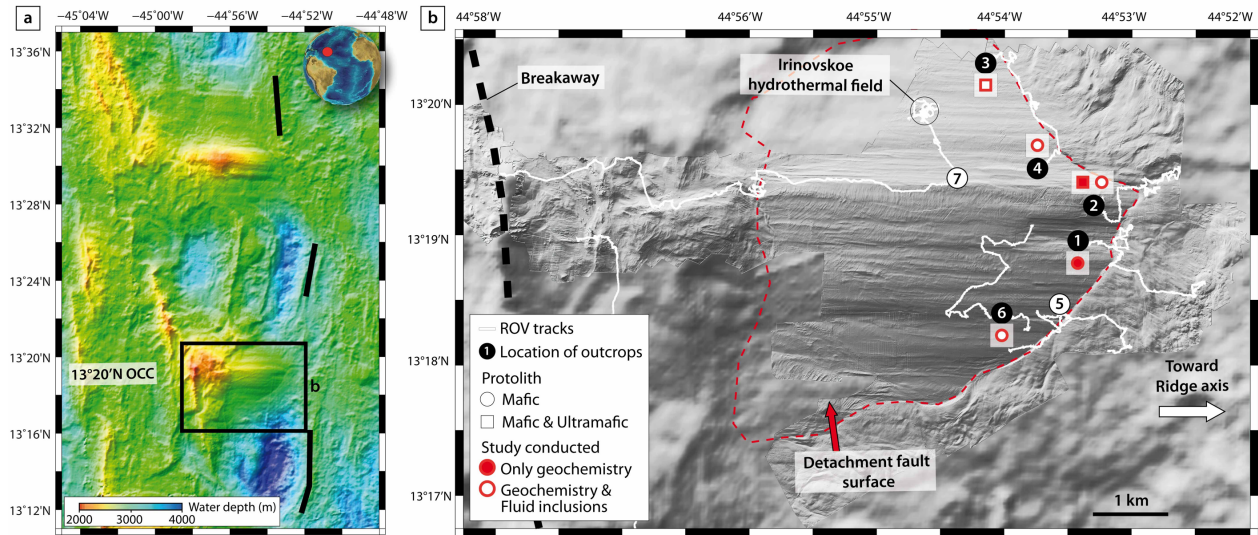 a
−45°04'W
−45°00'W
−44°56'W
−44°52'W
−44°48'W
13°36'N
13°32'N
13°28'N
13°24'N
13°20'N
13°16'N
13°12'N
13°20'N OCC
b
Water depth (m)
2000
3000
4000
b
44°58'W
44°56'W
44°55'W
44°54'W
44°53'W
44°52'W
13°20'N
13°19'N
13°18'N
13°17'N
Breakaway
Irinovskoe
hydrothermal field
3
4
7
2
1
5
6
ROV tracks
1 Location of outcrops
Protolith
Mafic
Mafic & Ultramafic
Study conducted
Only geochemistry
Geochemistry &
Fluid inclusions
Detachment fault
surface
Toward
Ridge axis
1 km